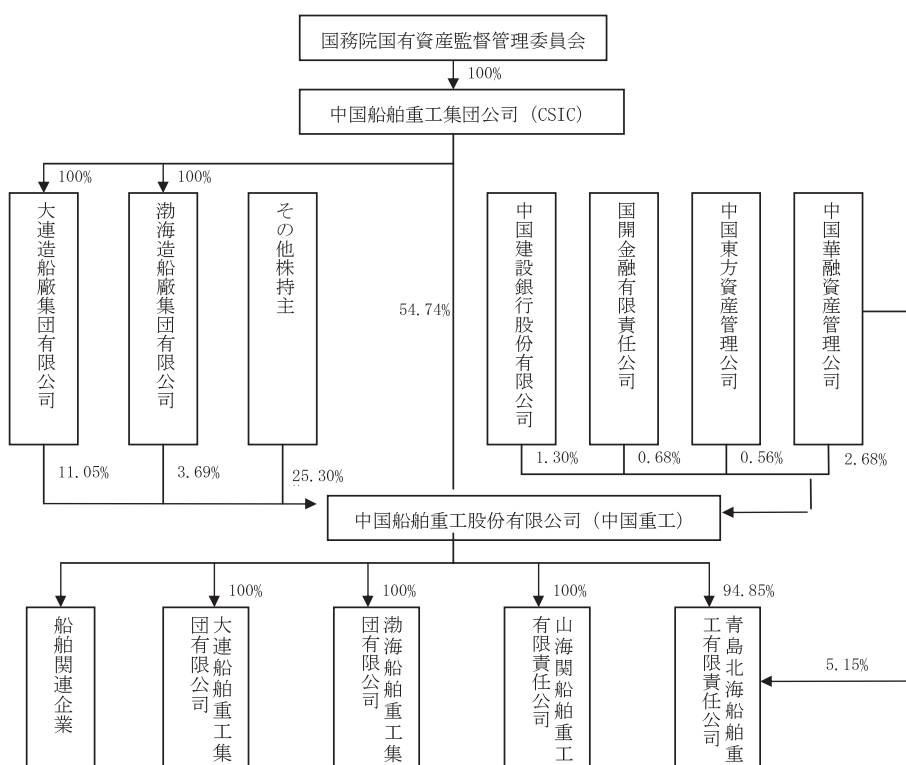 国務院国有資産監督管理委員会
100%
中国船舶重工集団公司（CSIC）
100%
100%
大連造船廠集団有限公司
渤海造船廠集団有限公司
その他株持主
54.74%
中国建設銀行股份有限公司
国開金融有限責任公司
中国東方資産管理公司
中国華融資産管理公司
11.05%
3.69%
25.30%
1.30%
0.68%
0.56%
2.68%
中国船舶重工股份有限公司（中国重工）
100%
100%
100%
94.85%
船舶関連企業
大連船舶重工集
団有限公司
渤海船舶重工集
団有限公司
山海関船舶重工
有限責任公司
青島北海船舶重
工有限責任公司
5.15%